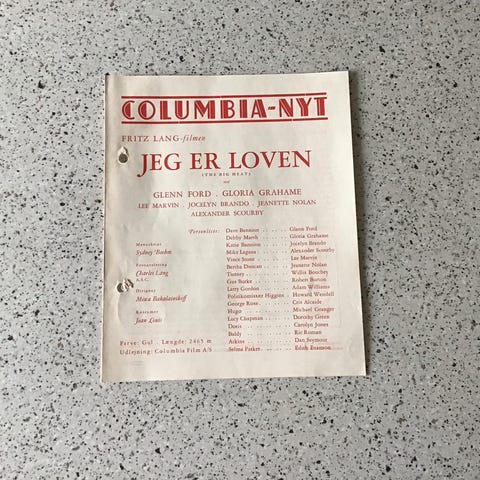 COLUMBIA-NYT
FRITZ LANG-filmen
JEG ER LOVEN
(THE BIG HEAT)
med
GLENN FORD . GLORIA GRAHAME
LEE MARVIN . JOCELYN BRANDO . JEANETTE NOLAN
ALEXANDER SCOURBY
Personliste: Dave Bannion . . . . . . Glenn Ford
Debby Marsh . . . . . . Gloria Grahame
Katie Bannion . . . . . . Jocelyn Brando
Mike Lagana . . . . . . Alexander Scourby
Vince Stone . . . . . . Lee Marvin
Bertha Duncan . . . . . . Jeanette Nolan
Tierney . . . . . . Willis Bouchey
Gus Burke . . . . . . Robert Burton
Larry Gordon . . . . . . Adam Williams
Politikommissær Higgins . Howard Wendell
George Rose . . . . . . Cris Alcaide
Hugo . . . . . . Michael Granger
Lucy Chapman . . . . . . Dorothy Green
Doris . . . . . . Carolyn Jones
Baldy . . . . . . Ric Roman
Atkins . . . . . . Dan Seymour
Selma Parker . . . . . . Edith Evanson
Manuskript
Sydney Boehm
Fotografering
Charles Lang
A.S.C.
Dirigent
Mischa Bakaleinikoff
Kostumer
Jean Louis
Farve: Gul . Længde: 2465 m
Udlejning: Columbia Film A/S